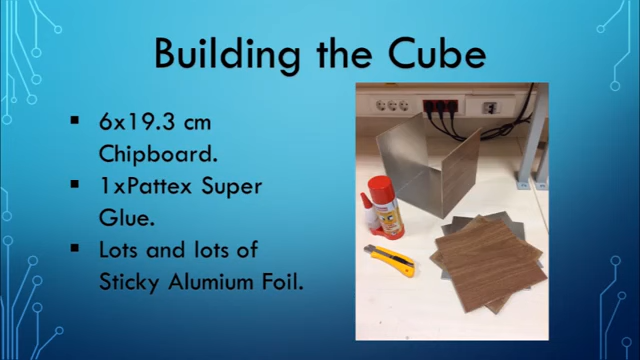 Building the Cube
▪ 6x19.3 cm
Chipboard.
▪ 1xPattex Super
Glue.
▪ Lots and lots of
Sticky Alumium Foil.